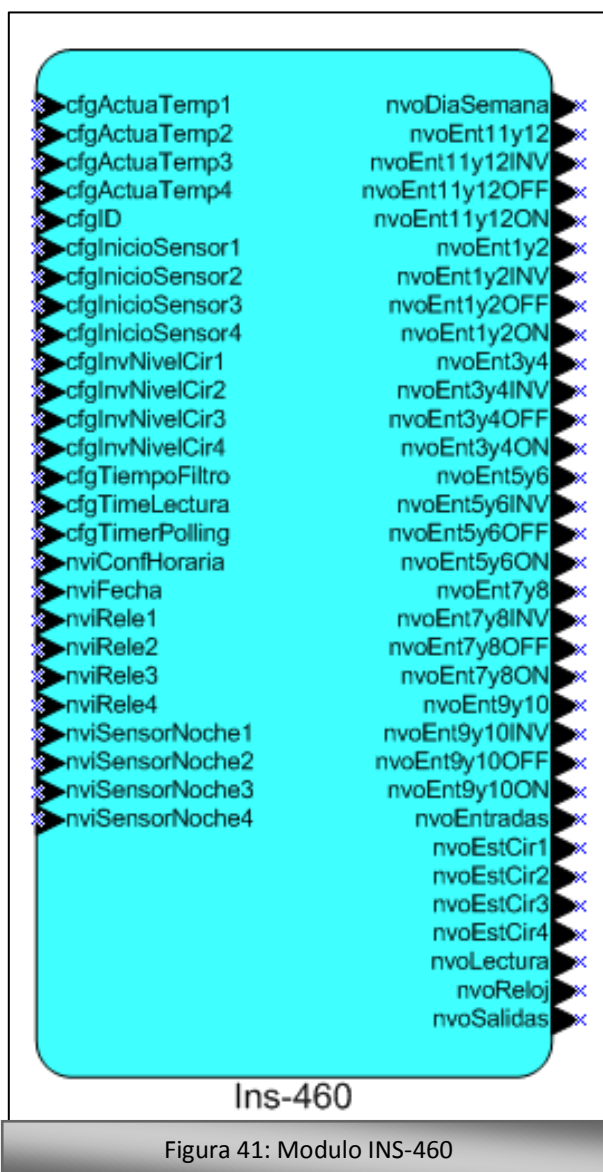 cfgActuaTemp1
cfgActuaTemp2
cfgActuaTemp3
cfgActuaTemp4
cfgID
cfgInicioSensor1
cfgInicioSensor2
cfgInicioSensor3
cfgInicioSensor4
cfgInvNivelCir1
cfgInvNivelCir2
cfgInvNivelCir3
cfgInvNivelCir4
cfgTiempoFiltro
cfgTimeLectura
cfgTimerPolling
nviConfHoraria
nviFecha
nviRele1
nviRele2
nviRele3
nviRele4
nviSensorNoche1
nviSensorNoche2
nviSensorNoche3
nviSensorNoche4
nvoDiaSemana
nvoEnt11y12
nvoEnt11y12INV
nvoEnt11y12OFF
nvoEnt11y12ON
nvoEnt1y2
nvoEnt1y2INV
nvoEnt1y2OFF
nvoEnt1y2ON
nvoEnt3y4
nvoEnt3y4INV
nvoEnt3y4OFF
nvoEnt3y4ON
nvoEnt5y6
nvoEnt5y6INV
nvoEnt5y6OFF
nvoEnt5y6ON
nvoEnt7y8
nvoEnt7y8INV
nvoEnt7y8OFF
nvoEnt7y8ON
nvoEnt9y10
nvoEnt9y10INV
nvoEnt9y10OFF
nvoEnt9y10ON
nvoEntradas
nvoEstCir1
nvoEstCir2
nvoEstCir3
nvoEstCir4
nvoLectura
nvoReloj
nvoSalidas
Ins-460
Figura 41: Modulo INS-460